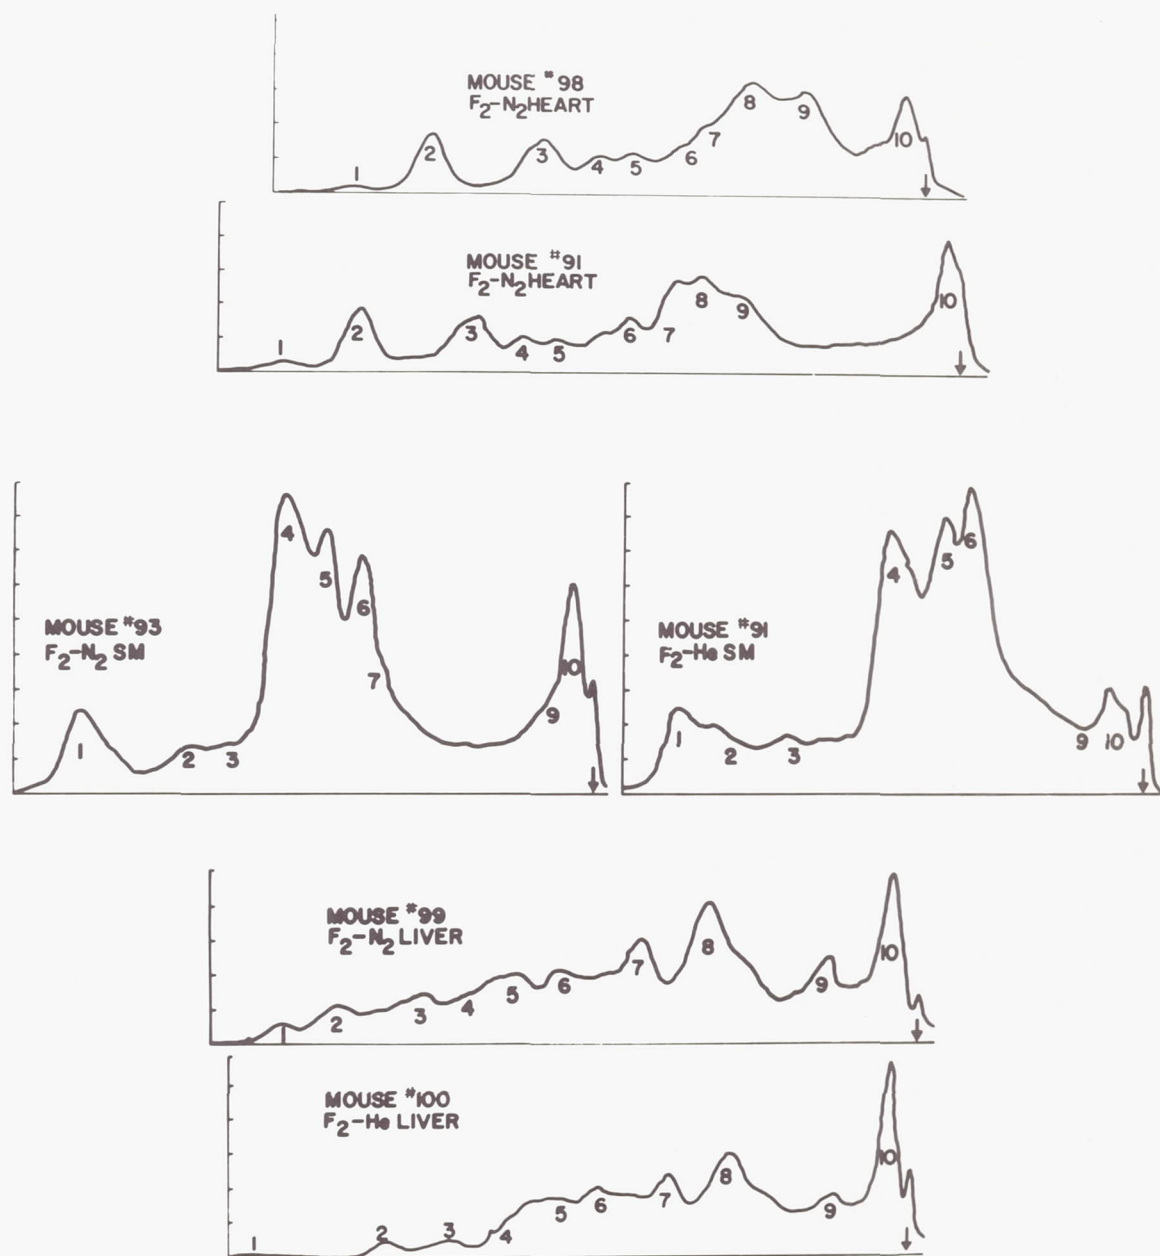 MOUSE #98
F2-N2 HEART
1 2 3 4 5 6 7 8 9 10
MOUSE #91
F2-N2 HEART
1 2 3 4 5 6 7 8 9 10
MOUSE #93
F2-N2 SM
1 2 3 4 5 6 7 9 10
MOUSE #91
F2-He SM
1 2 3 4 5 6 9 10
MOUSE #99
F2-N2 LIVER
1 2 3 4 5 6 7 8 9 10
MOUSE #100
F2-He LIVER
1 2 3 4 5 6 7 8 9 10